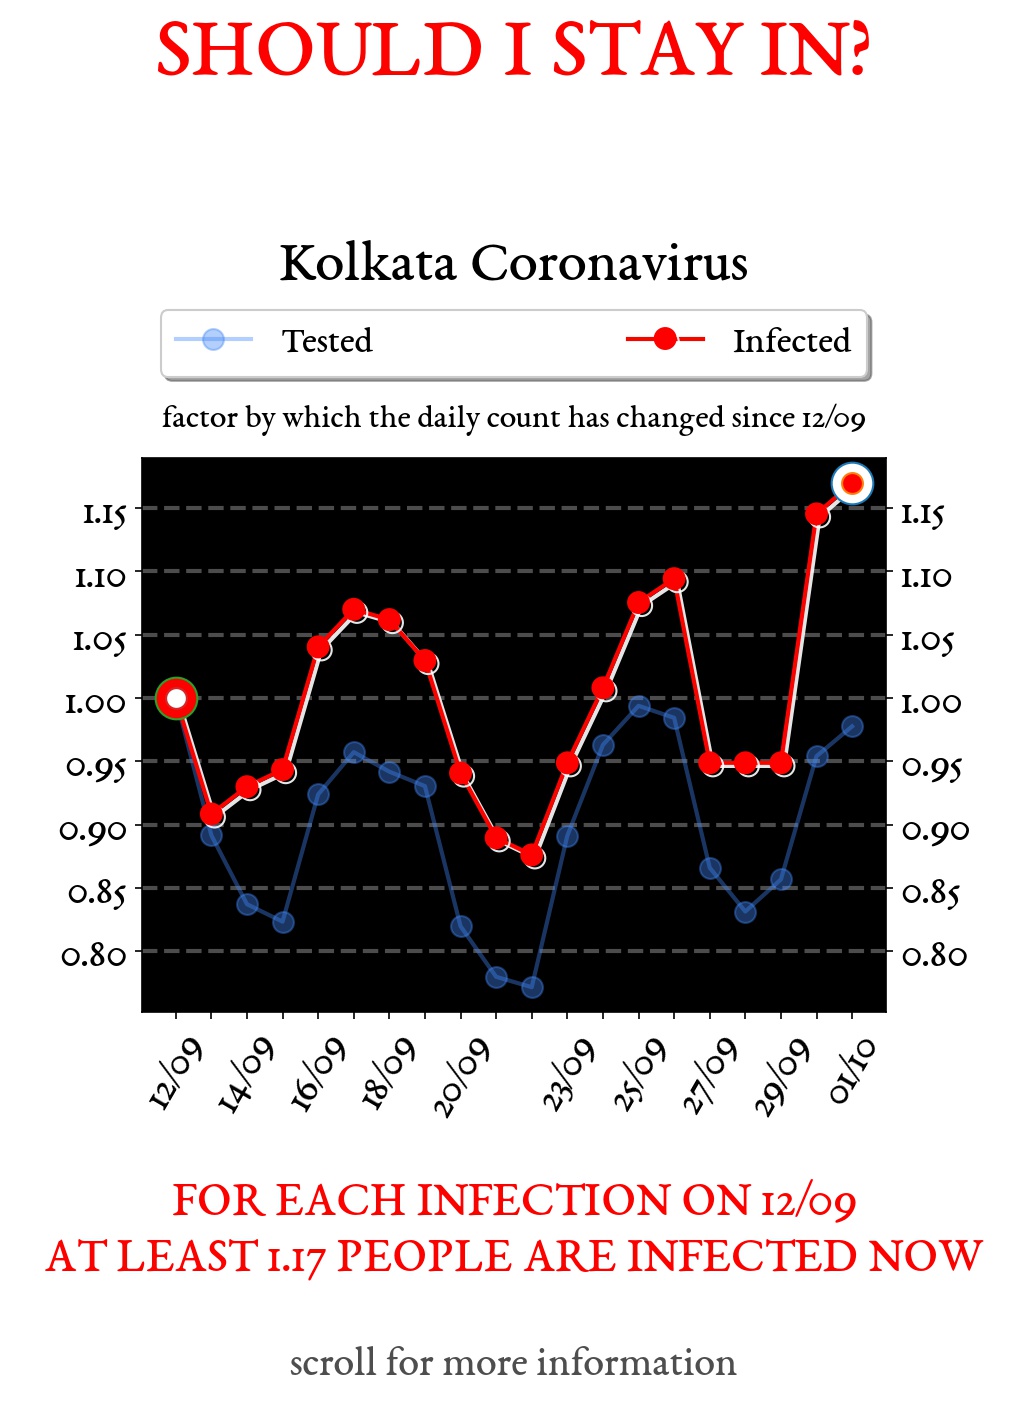 SHOULD I STAY IN?
Kolkata Coronavirus
Tested Infected
factor by which the daily count has changed since 12/09
1.15 1.15
1.10 1.10
1.05 1.05
1.00 1.00
0.95 0.95
0.90 0.90
0.85 0.85
0.80 0.80
12/09 14/09 16/09 18/09 20/09 23/09 25/09 27/09 29/09 01/10
FOR EACH INFECTION ON 12/09
AT LEAST 1.17 PEOPLE ARE INFECTED NOW
scroll for more information